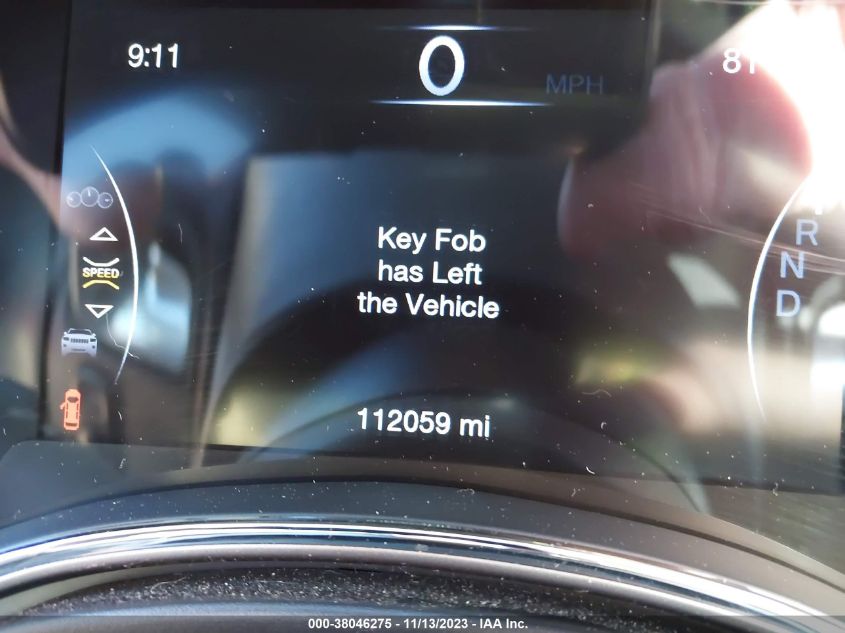 9:11
0
MPH
SPEED
Key Fob
has Left
the Vehicle
R
N
D
112059 mi
000-38046275 - 11/13/2023 - IAA Inc.